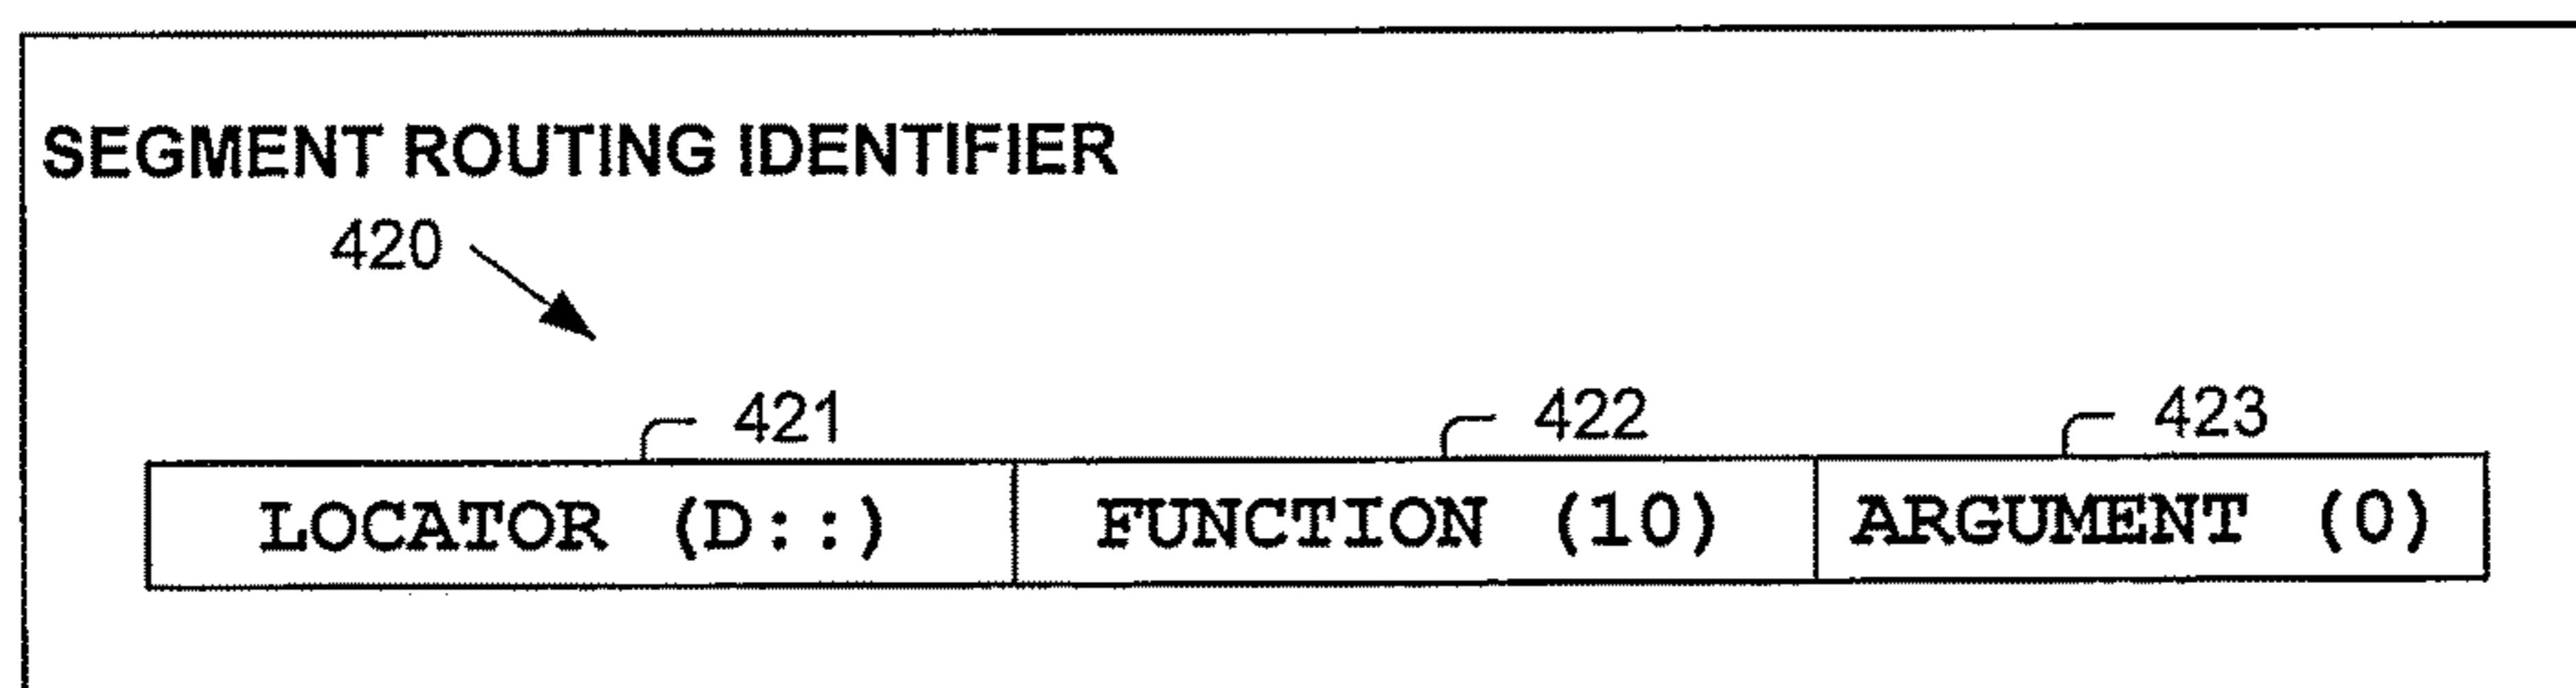 SEGMENT ROUTING IDENTIFIER
420
421 422 423
LOCATOR (D::) FUNCTION (10) ARGUMENT (0)